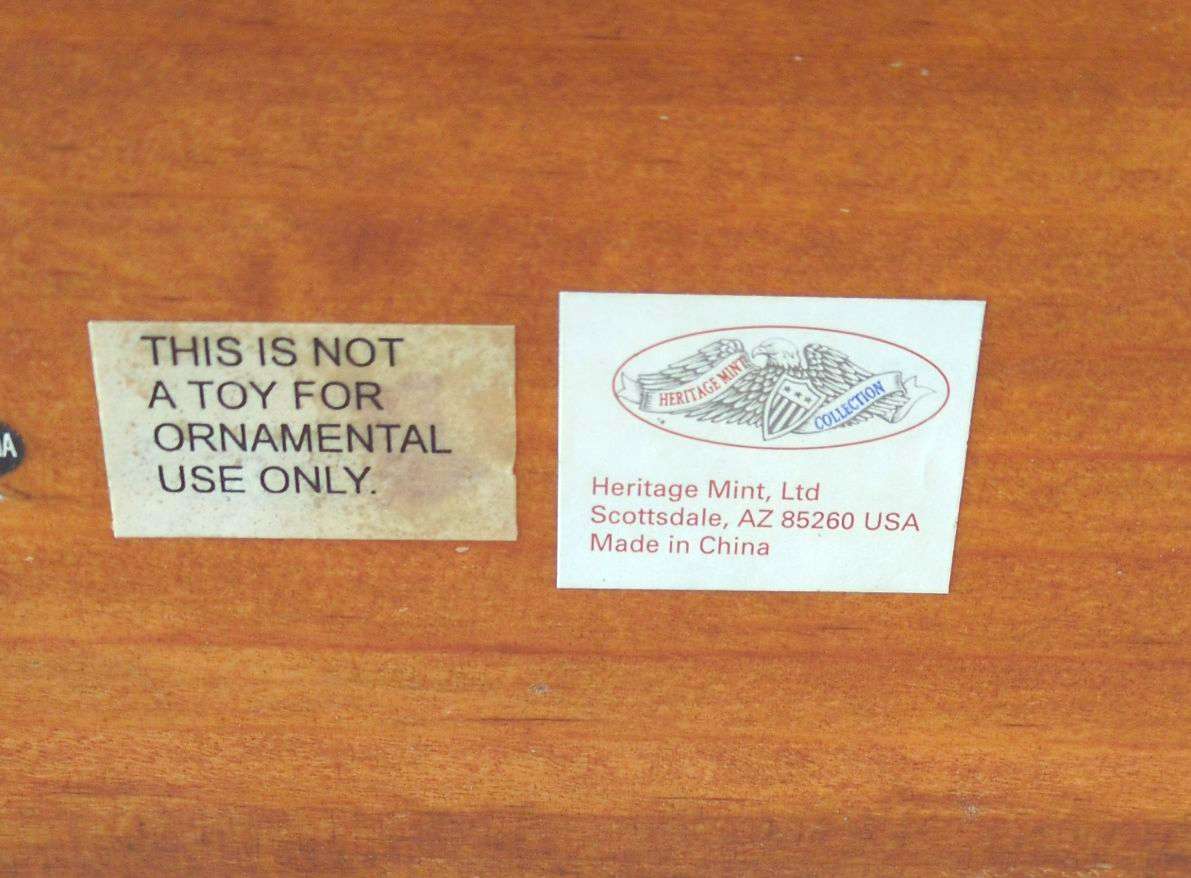 THIS IS NOT
A TOY FOR
ORNAMENTAL
USE ONLY.
HERITAGE MINT
COLLECTION
Heritage Mint, Ltd
Scottsdale, AZ 85260 USA
Made in China